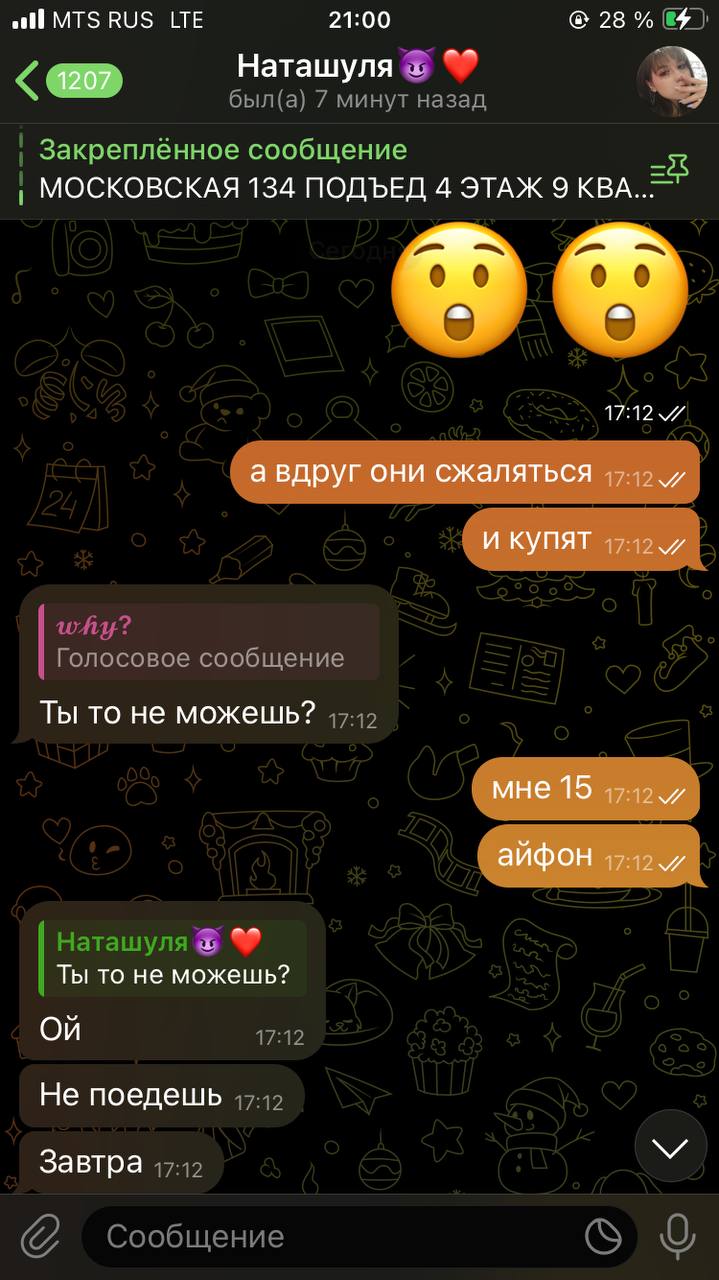 MTS RUS LTE 21:00 28 %
1207 Наташуля😈❤️
был(а) 7 минут назад
Закреплённое сообщение
МОСКОВСКАЯ 134 ПОДЪЕД 4 ЭТАЖ 9 КВА...
17:12
а вдруг они сжаляться 17:12
и купят 17:12
why?
Голосовое сообщение
Ты то не можешь? 17:12
мне 15 17:12
айфон 17:12
Наташуля😈❤️
Ты то не можешь?
Ой 17:12
Не поедешь 17:12
Завтра 17:12
Сообщение